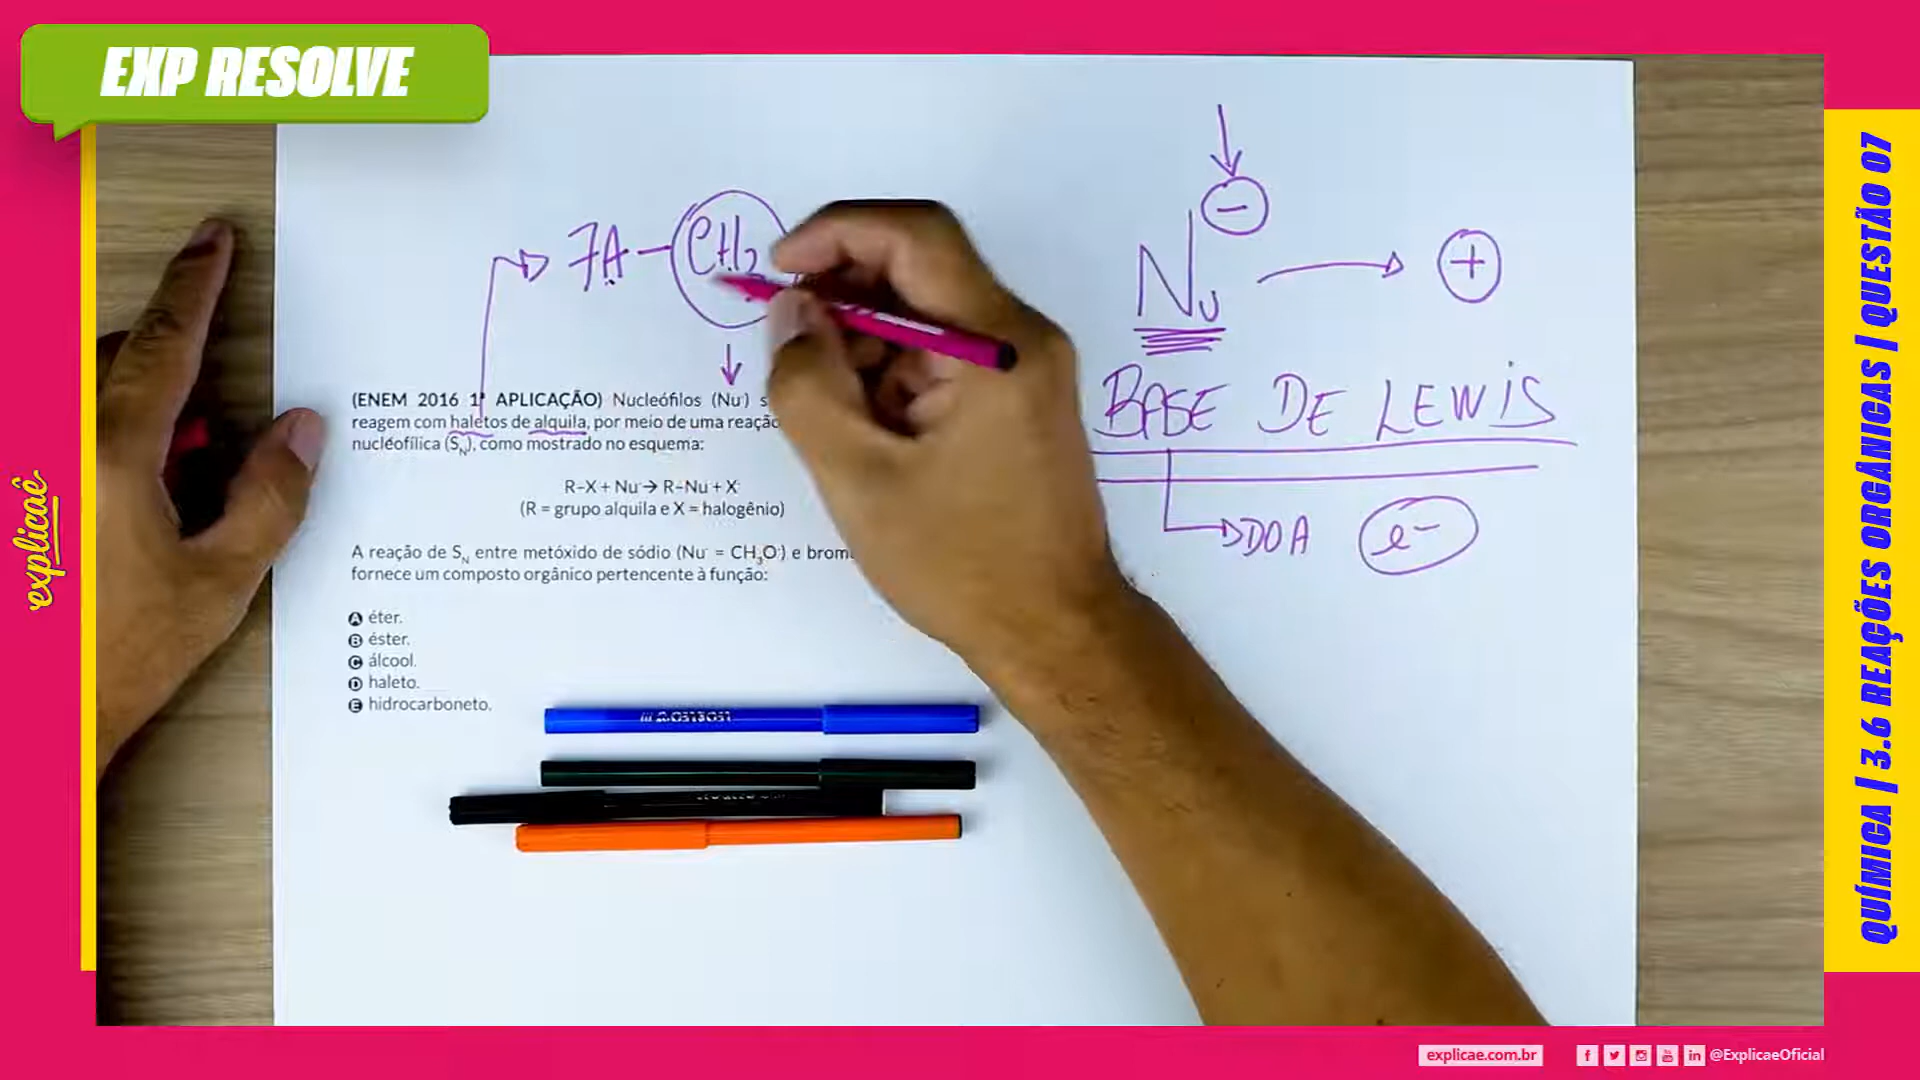 EXP RESOLVE
7A-CH2
Nu
-
+
BASE DE LEWIS
DOA e-
(ENEM 2016 1ª APLICAÇÃO) Nucleófilos (Nu-)
reagem com haletos de alquila, por meio de uma reação
nucleófilica (SN), como mostrado no esquema:
R-X + Nu- → R-Nu + X-
(R = grupo alquila e X = halogênio)
A reação de SN entre metóxido de sódio (Nu- = CH3O-) e
fornece um composto orgânico pertencente à função:
A éter.
B éster.
C álcool.
D haleto.
E hidrocarboneto.
explicaê
QUÍMICA | 3.6 REAÇÕES ORGÂNICAS | QUESTÃO 07
explicae.com.br
@ExplicaeOficial